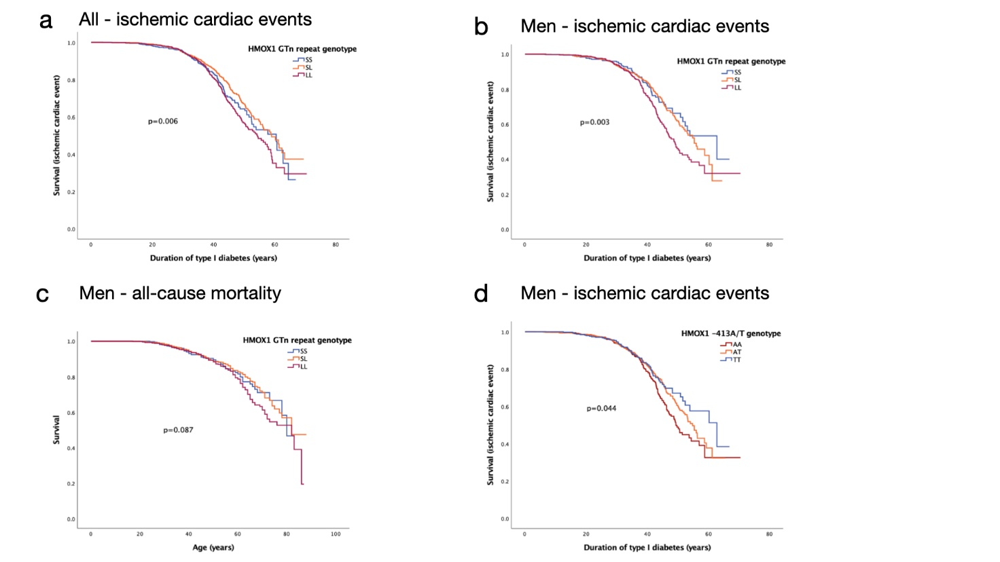 a All - ischemic cardiac events
HMOX1 GTn repeat genotype
SS
SL
LL
p=0.006
Survival (ischemic cardiac event)
1.0
0.8
0.6
0.4
0.2
0.0
0 20 40 60 80
Duration of type I diabetes (years)
b Men - ischemic cardiac events
HMOX1 GTn repeat genotype
SS
SL
LL
p=0.003
Survival (ischemic cardiac event)
1.0
0.8
0.6
0.4
0.2
0.0
0 20 40 60 80
Duration of type I diabetes (years)
c Men - all-cause mortality
HMOX1 GTn repeat genotype
SS
SL
LL
p=0.087
Survival
1.0
0.8
0.6
0.4
0.2
0.0
0 20 40 60 80 100
Age (years)
d Men - ischemic cardiac events
HMOX1 -413A/T genotype
AA
AT
TT
p=0.044
Survival (ischemic cardiac event)
1.0
0.8
0.6
0.4
0.2
0.0
0 20 40 60 80
Duration of type I diabetes (years)